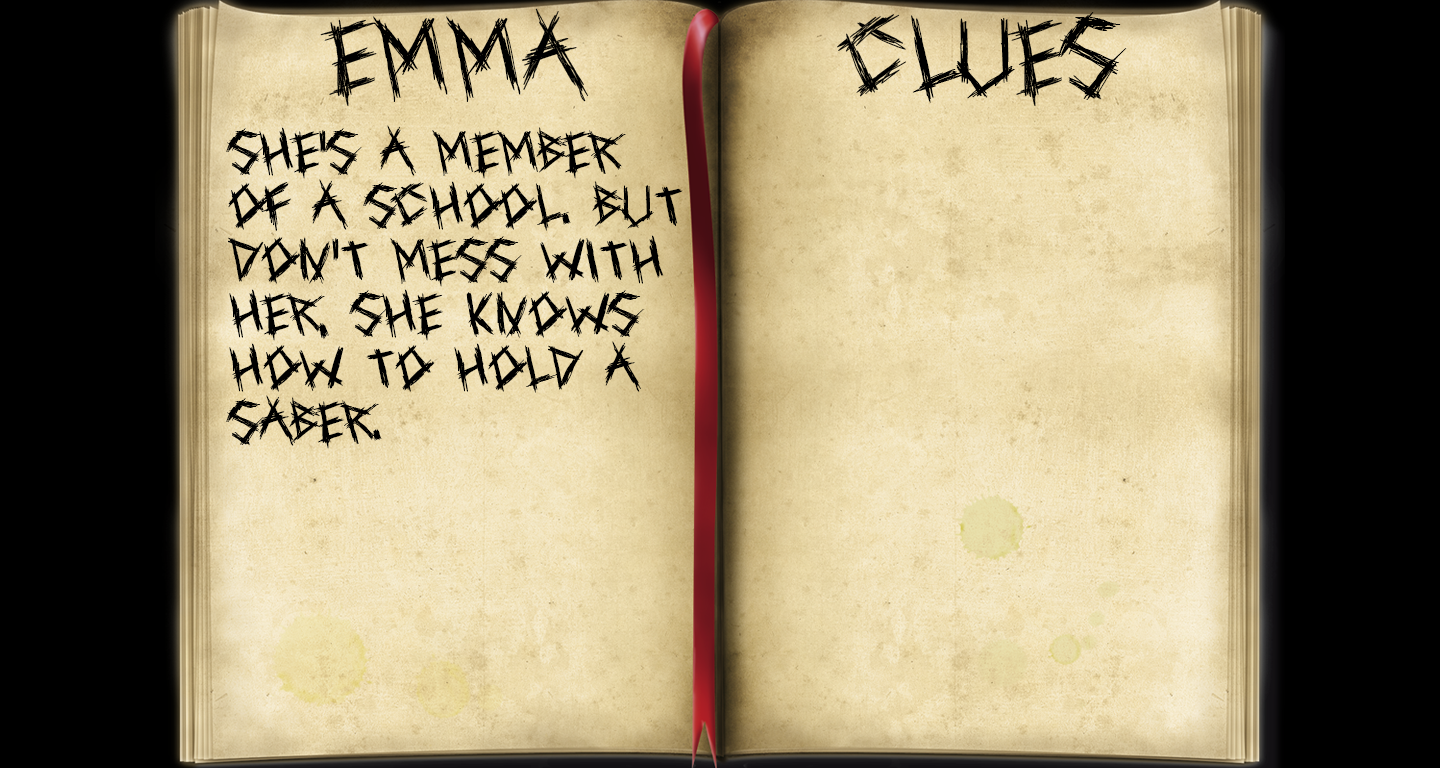 EMMA
SHE'S A MEMBER
OF A SCHOOL. BUT
DON'T MESS WITH
HER. SHE KNOWS
HOW TO HOLD A
SABER.
CLUES